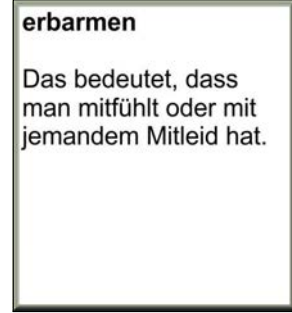 erbarmen
Das bedeutet, dass
man mitfühlt oder mit
jemandem Mitleid hat.